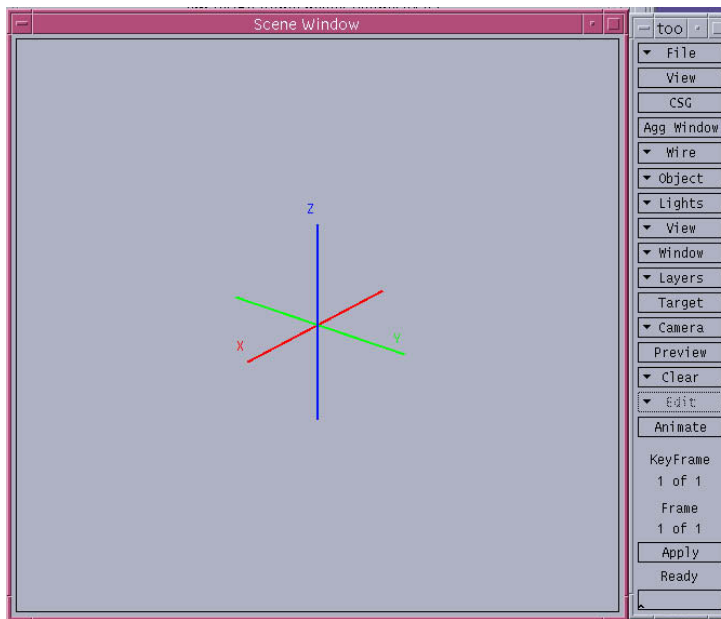 Scene Window
Z
X
Y
too
File
View
CSG
Agg Window
Wire
Object
Lights
View
Window
Layers
Target
Camera
Preview
Clear
Edit
Animate
KeyFrame
1 of 1
Frame
1 of 1
Apply
Ready